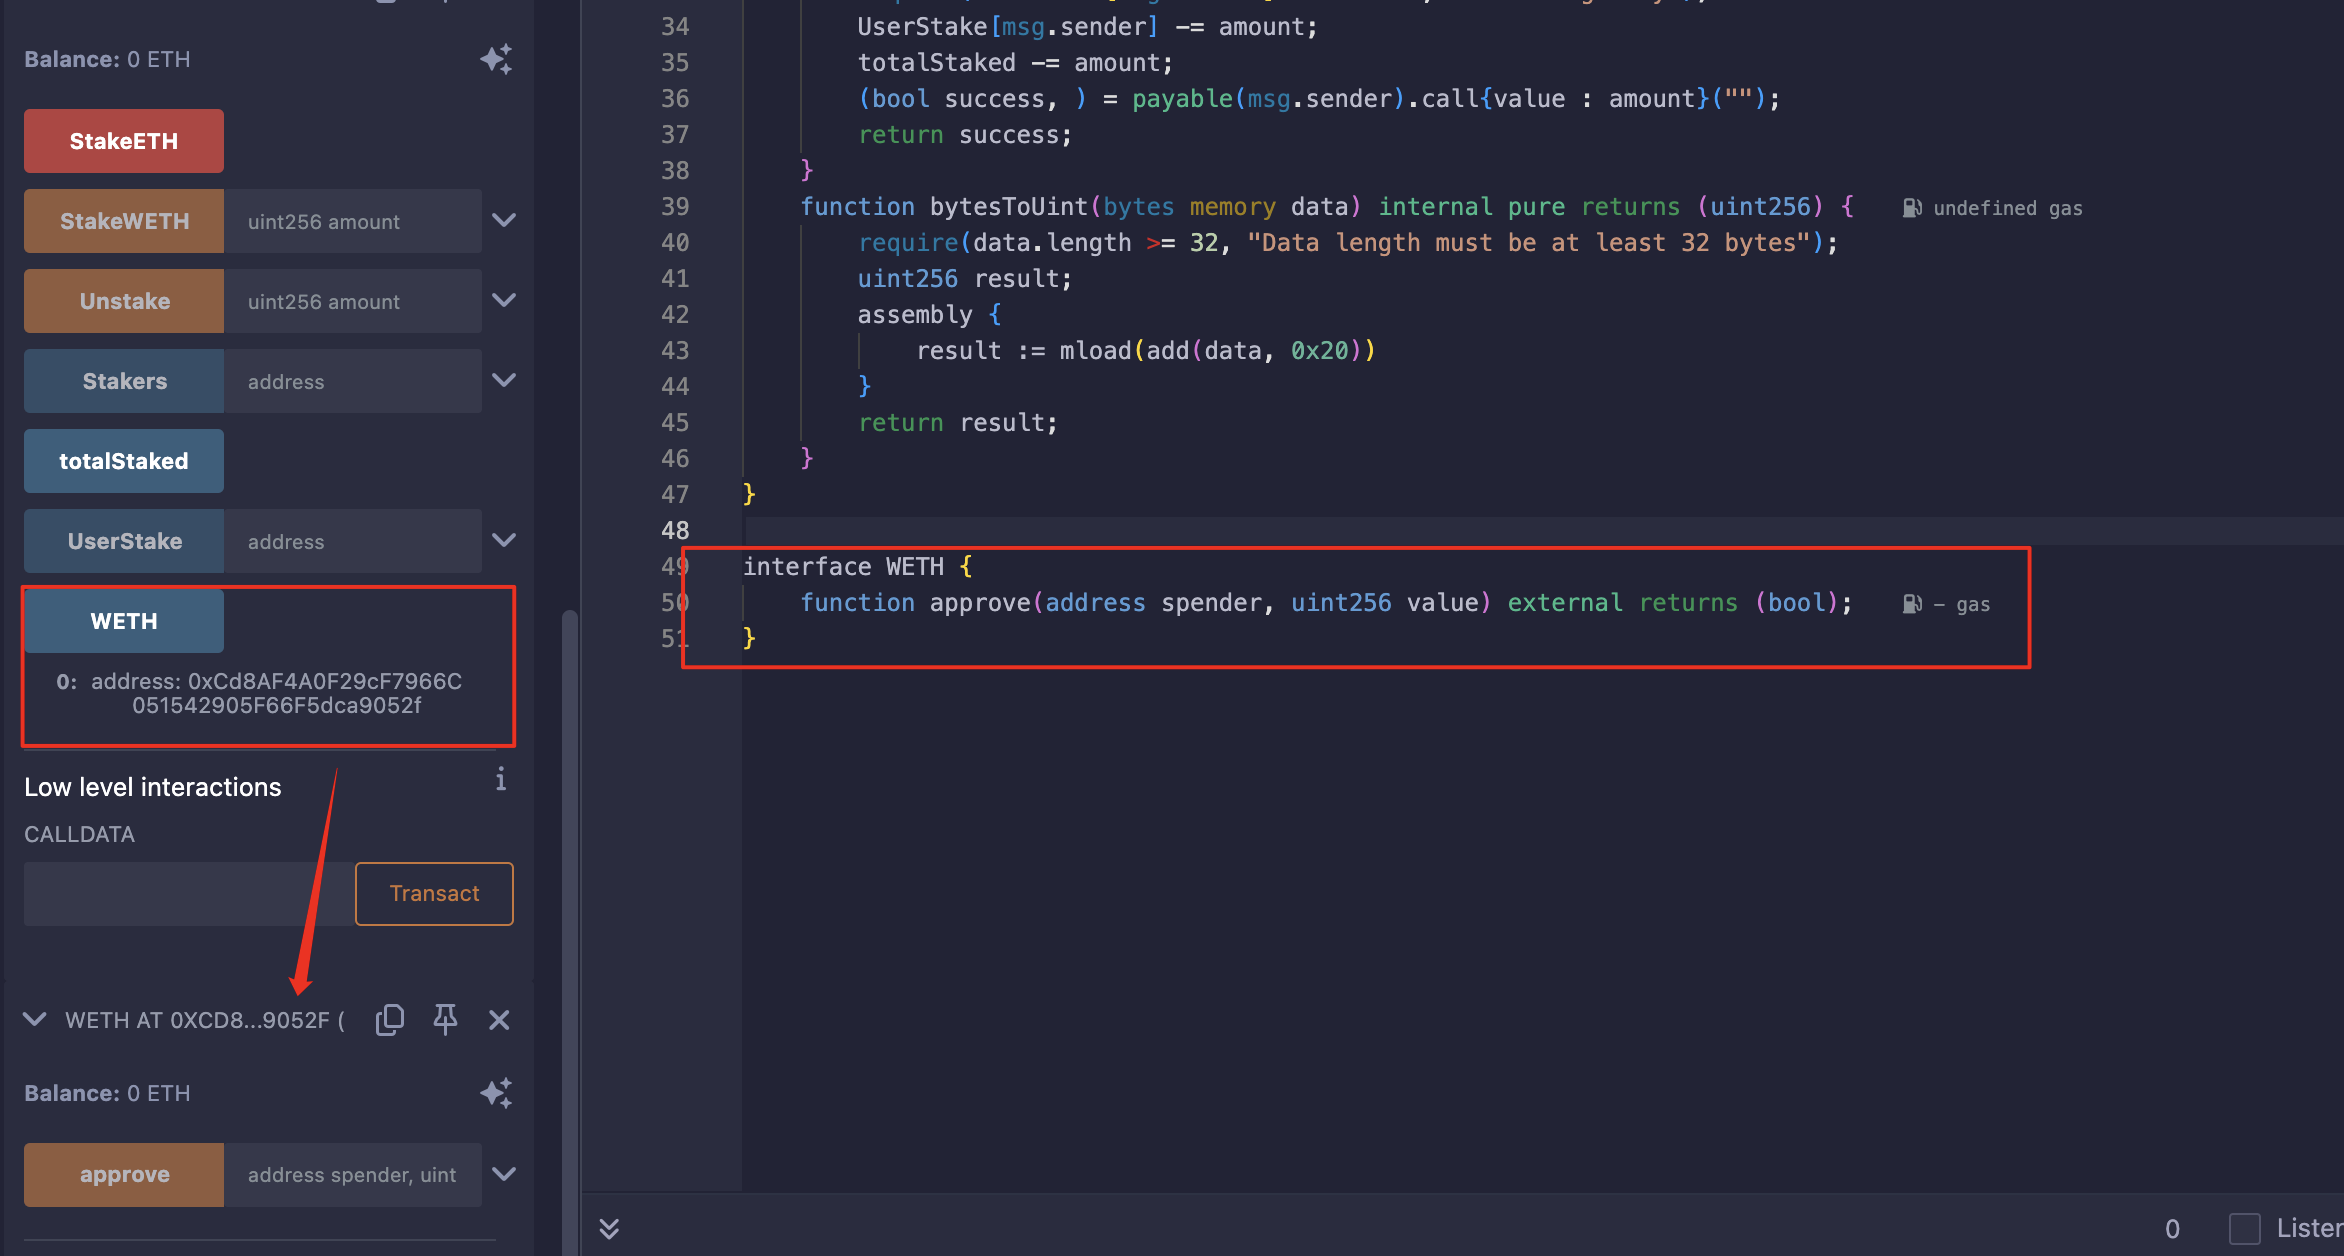 Balance: 0 ETH
StakeETH
StakeWETH
uint256 amount
Unstake
uint256 amount
Stakers
address
totalStaked
UserStake
address
WETH
0: address: 0xCd8AF4A0F29cF7966C
051542905F66F5dca9052f
Low level interactions
i
CALLDATA
Transact
WETH AT 0XCD8...9052F (
Balance: 0 ETH
approve
address spender, uint
34 UserStake[msg.sender] -= amount;
35 totalStaked -= amount;
36 (bool success, ) = payable(msg.sender).call{value : amount}("");
37 return success;
38 }
39 function bytesToUint(bytes memory data) internal pure returns (uint256) { undefined gas
40 require(data.length >= 32, "Data length must be at least 32 bytes");
41 uint256 result;
42 assembly {
43 result := mload(add(data, 0x20))
44 }
45 return result;
46 }
47 }
48
49 interface WETH {
50 function approve(address spender, uint256 value) external returns (bool); - gas
51 }
0
Lister